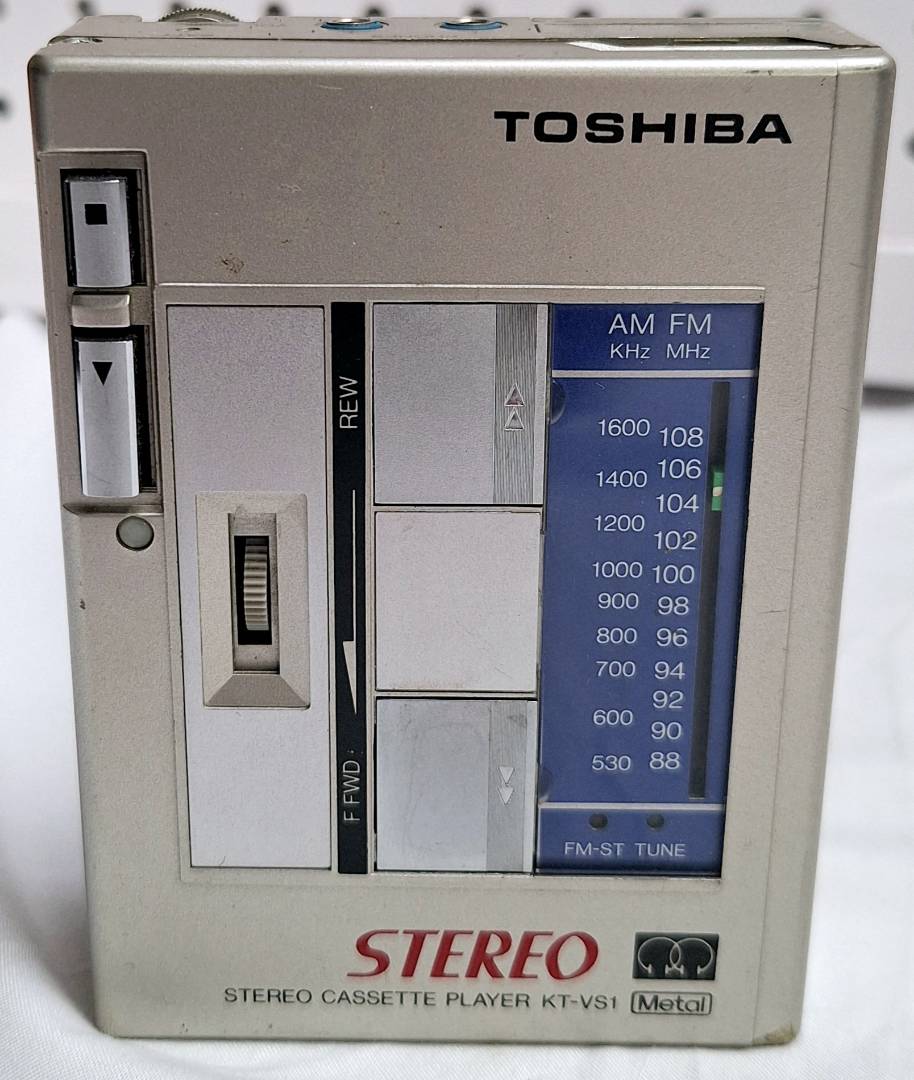 TOSHIBA
REW
F FWD
AM FM
KHz MHz
1600 108
1400 106
104
1200
102
1000 100
900 98
800 96
700 94
92
600
90
530 88
FM-ST TUNE
STEREO
STEREO CASSETTE PLAYER KT-VS1 Metal